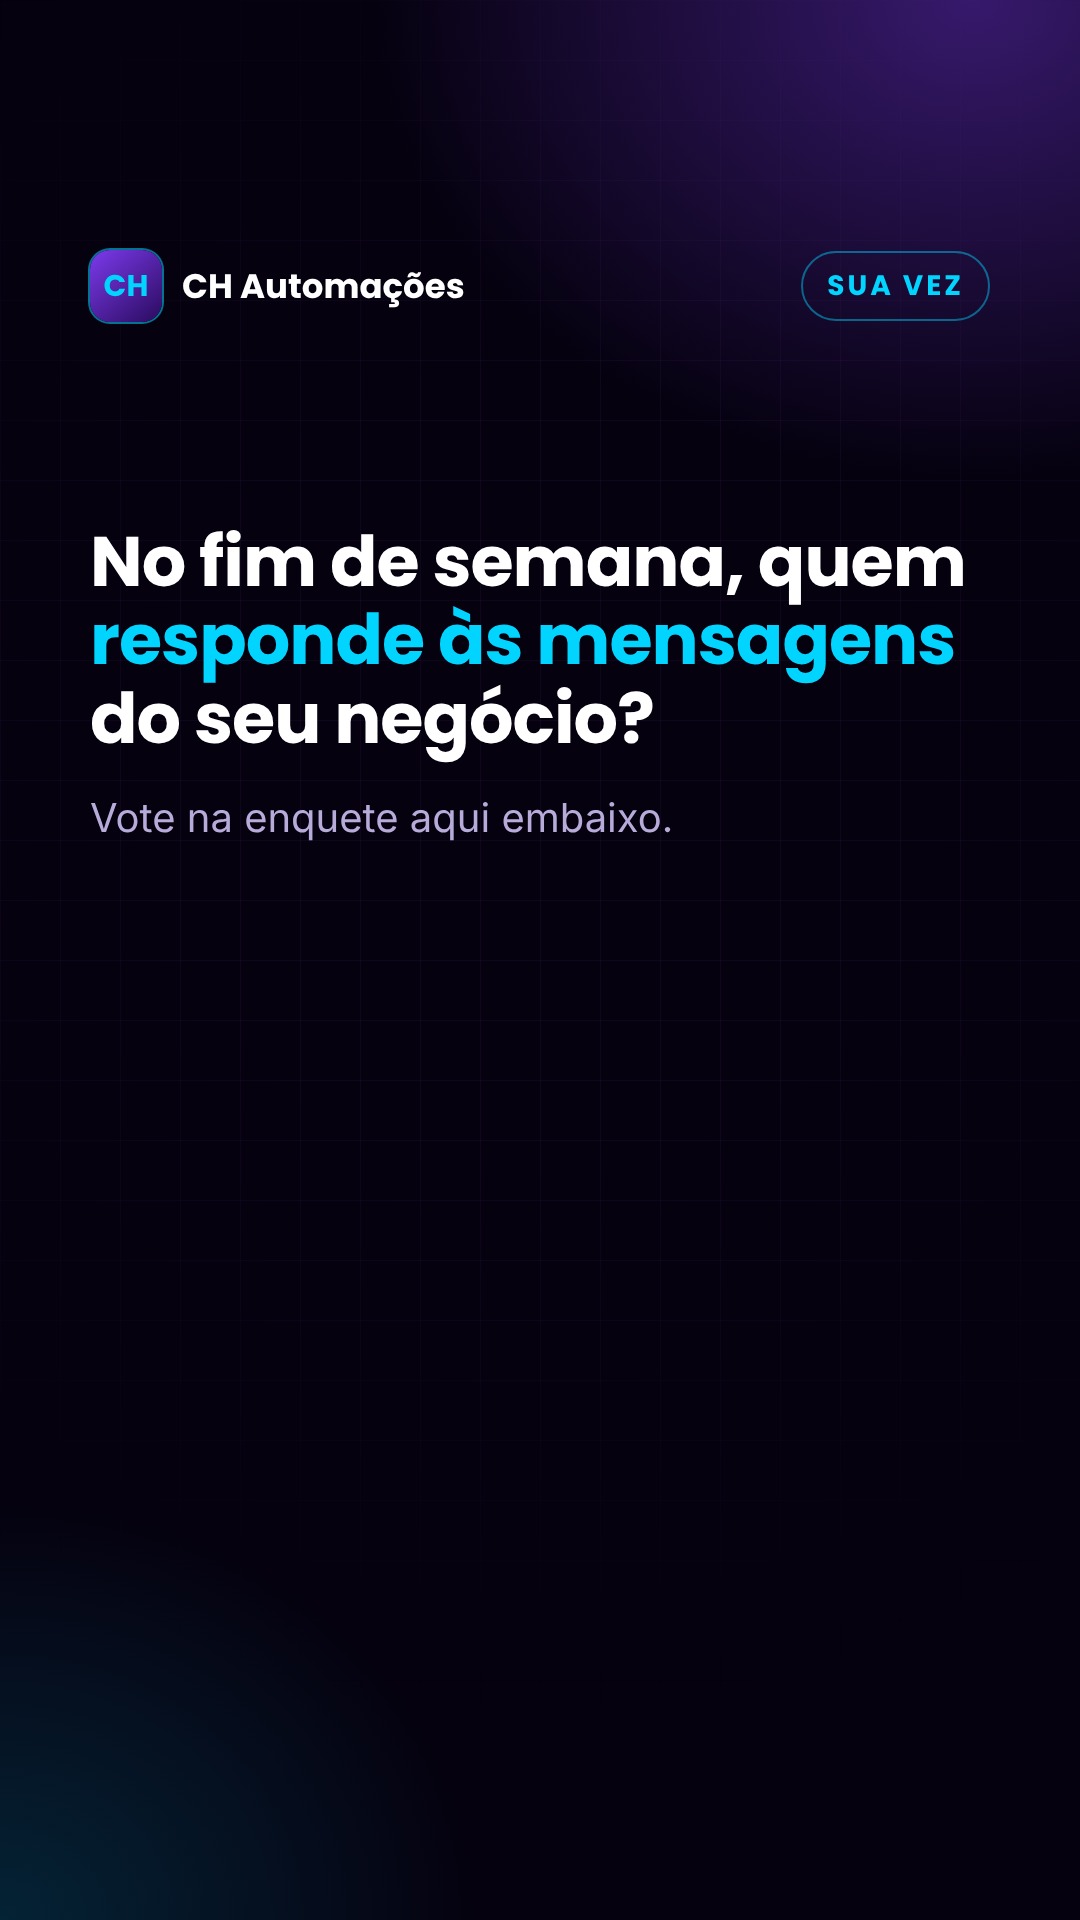 CH
CH Automações
SUA VEZ
No fim de semana, quem
responde às mensagens
do seu negócio?
Vote na enquete aqui embaixo.